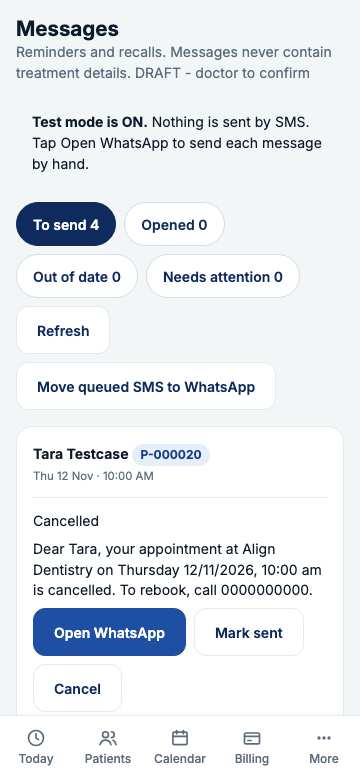 Messages
Reminders and recalls. Messages never contain
treatment details. DRAFT - doctor to confirm
Test mode is ON. Nothing is sent by SMS.
Tap Open WhatsApp to send each message
by hand.
To send 4
Opened 0
Out of date 0
Needs attention 0
Refresh
Move queued SMS to WhatsApp
Tara Testcase P-000020
Thu 12 Nov · 10:00 AM
Cancelled
Dear Tara, your appointment at Align
Dentistry on Thursday 12/11/2026, 10:00 am
is cancelled. To rebook, call 0000000000.
Open WhatsApp
Mark sent
Cancel
Today
Patients
Calendar
Billing
More